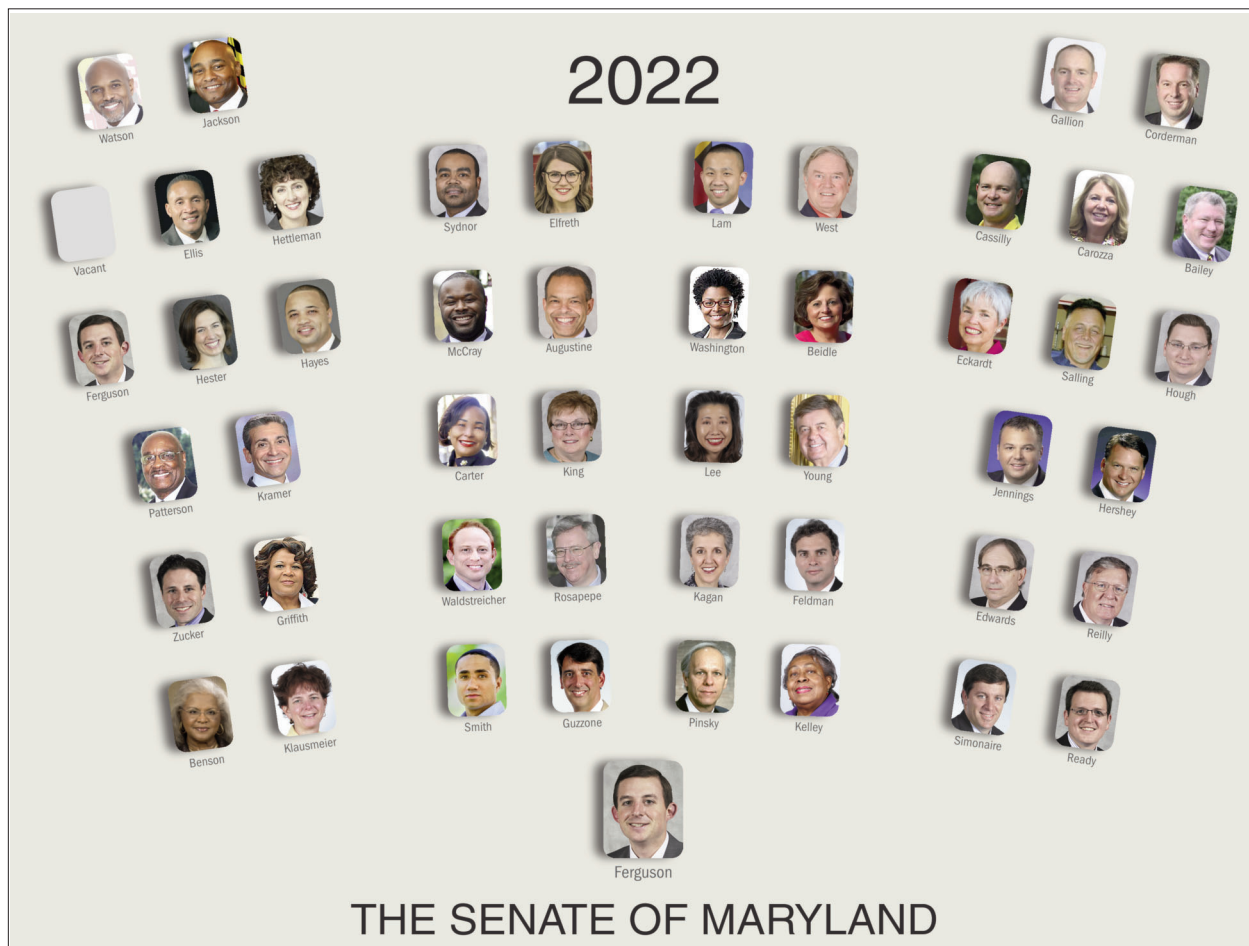 2022
Watson
Jackson
Gallion
Corderman
Sydnor
Elfreth
Lam
West
Vacant
Ellis
Hettleman
Cassilly
Carozza
Bailey
McCray
Augustine
Washington
Beidle
Ferguson
Hester
Hayes
Eckardt
Salling
Hough
Patterson
Kramer
Carter
King
Lee
Young
Jennings
Hershey
Zucker
Griffith
Waldstreicher
Rosapepe
Kagan
Feldman
Edwards
Reilly
Benson
Klausmeier
Smith
Guzzone
Pinsky
Kelley
Simonaire
Ready
Ferguson
THE SENATE OF MARYLAND